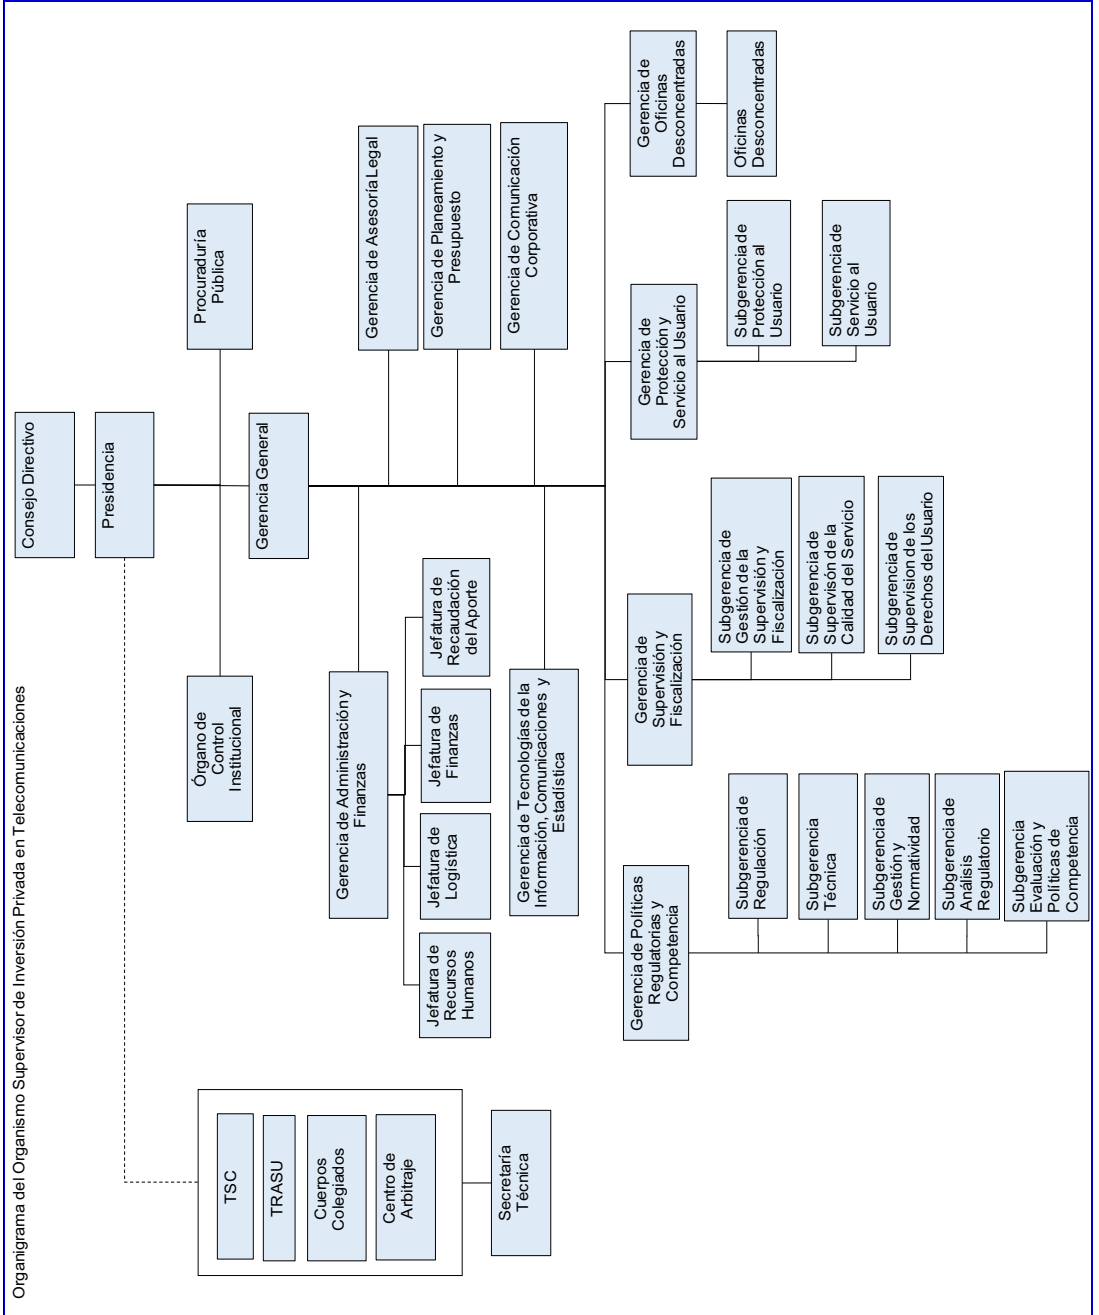 Organigrama del Organismo Supervisor de Inversión Privada en Telecomunicaciones
Consejo Directivo
Presidencia
Órgano de
Control
Institucional
Procuraduría
Pública
Gerencia General
TSC
TRASU
Cuerpos
Colegiados
Centro de
Arbitraje
Secretaría
Técnica
Gerencia de Administración y
Finanzas
Jefatura de
Recursos
Humanos
Jefatura de
Logística
Jefatura de
Finanzas
Jefatura de
Recaudación
del Aporte
Gerencia de Asesoría Legal
Gerencia de Planeamiento y
Presupuesto
Gerencia de Comunicación
Corporativa
Gerencia de Tecnologías de la
Información, Comunicaciones y
Estadística
Gerencia de Políticas
Regulatorias y
Competencia
Subgerencia de
Regulación
Subgerencia
Técnica
Subgerencia de
Gestión y
Normatividad
Subgerencia de
Análisis
Regulatorio
Subgerencia
Evaluación y
Políticas de
Competencia
Gerencia de
Supervisión y
Fiscalización
Subgerencia de
Gestión de la
Supervisión y
Fiscalización
Subgerencia de
Supervisón de la
Calidad del Servicio
Subgerencia de
Supervision de los
Derechos del Usuario
Gerencia de
Protección y
Servicio al Usuario
Subgerencia de
Protección al
Usuario
Subgerencia de
Servicio al
Usuario
Gerencia de
Oficinas
Desconcentradas
Oficinas
Desconcentradas